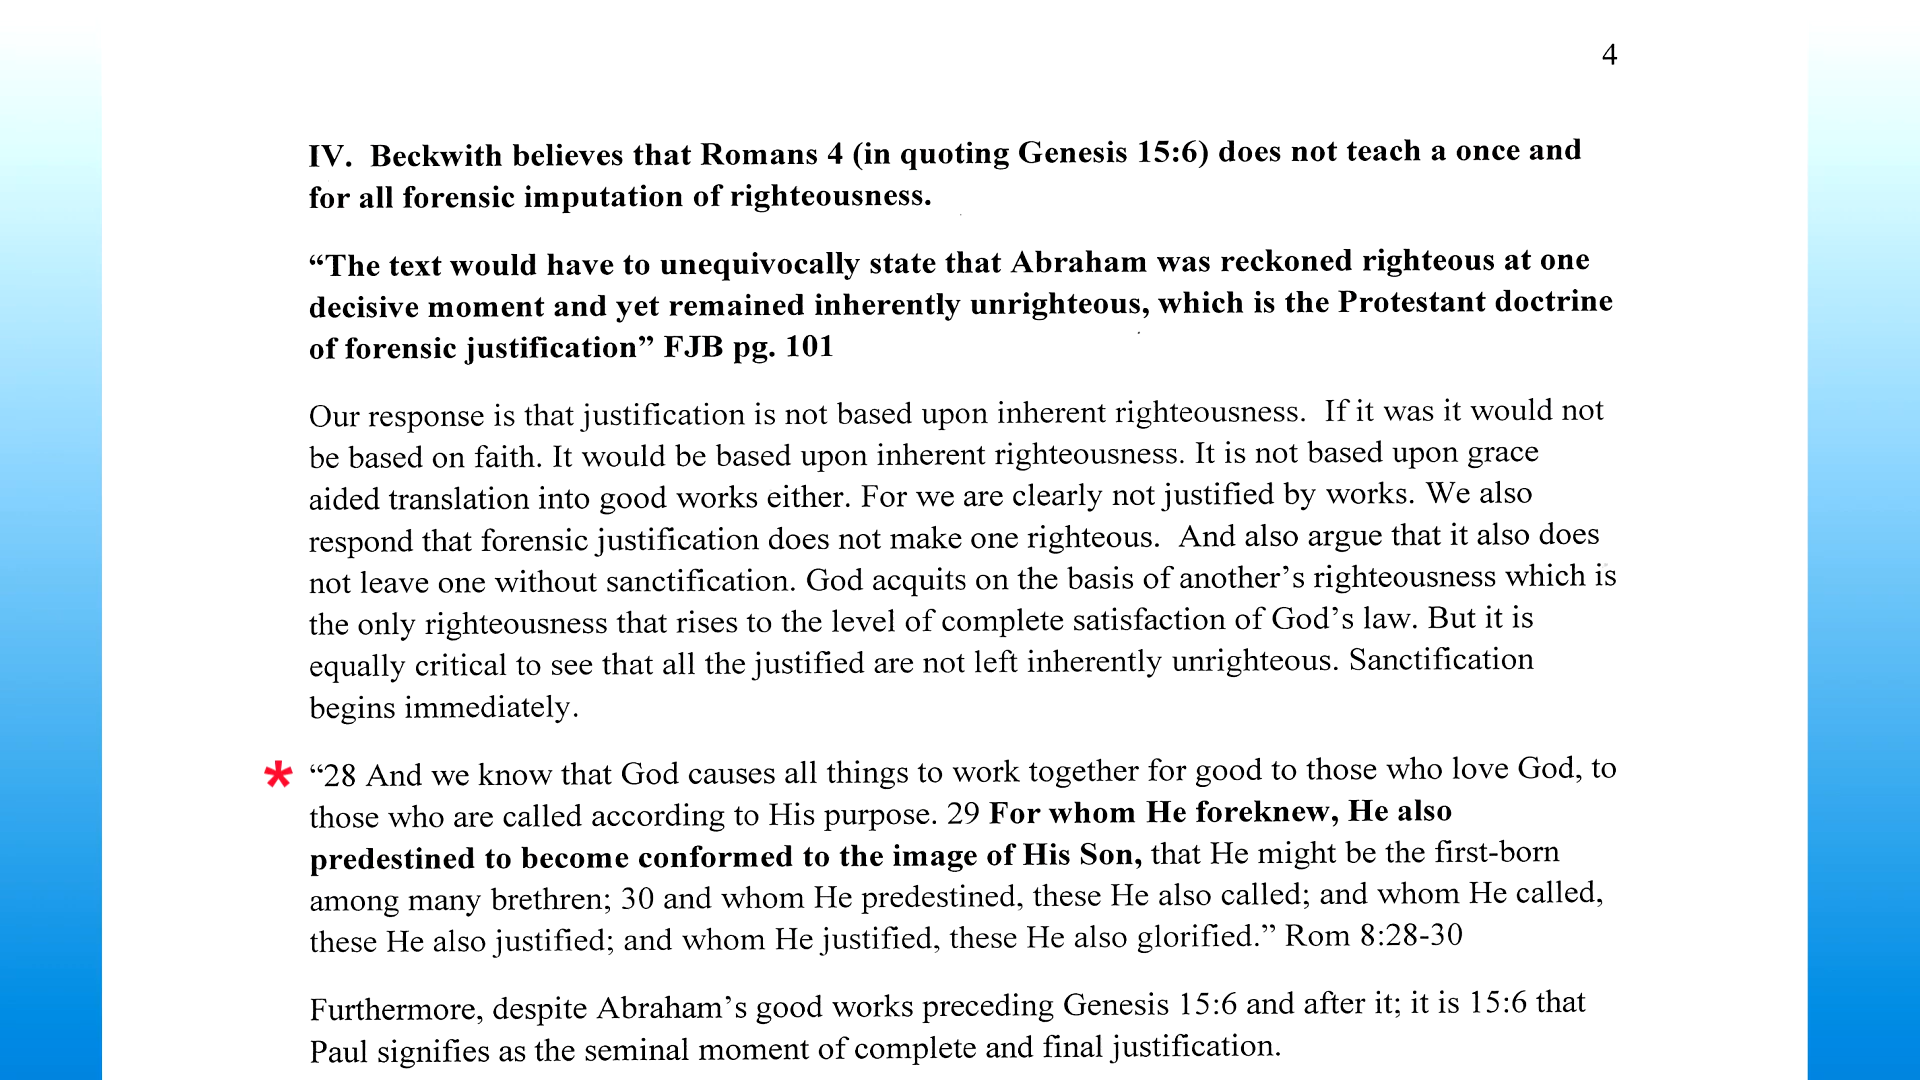 4
IV.  Beckwith believes that Romans 4 (in quoting Genesis 15:6) does not teach a once and
for all forensic imputation of righteousness.
“The text would have to unequivocally state that Abraham was reckoned righteous at one
decisive moment and yet remained inherently unrighteous, which is the Protestant doctrine
of forensic justification” FJB pg. 101
Our response is that justification is not based upon inherent righteousness.  If it was it would not
be based on faith. It would be based upon inherent righteousness. It is not based upon grace
aided translation into good works either. For we are clearly not justified by works. We also
respond that forensic justification does not make one righteous.  And also argue that it also does
not leave one without sanctification. God acquits on the basis of another’s righteousness which is
the only righteousness that rises to the level of complete satisfaction of God’s law. But it is
equally critical to see that all the justified are not left inherently unrighteous. Sanctification
begins immediately.
* “28 And we know that God causes all things to work together for good to those who love God, to
those who are called according to His purpose. 29 For whom He foreknew, He also
predestined to become conformed to the image of His Son, that He might be the first-born
among many brethren; 30 and whom He predestined, these He also called; and whom He called,
these He also justified; and whom He justified, these He also glorified.” Rom 8:28-30
Furthermore, despite Abraham’s good works preceding Genesis 15:6 and after it; it is 15:6 that
Paul signifies as the seminal moment of complete and final justification.